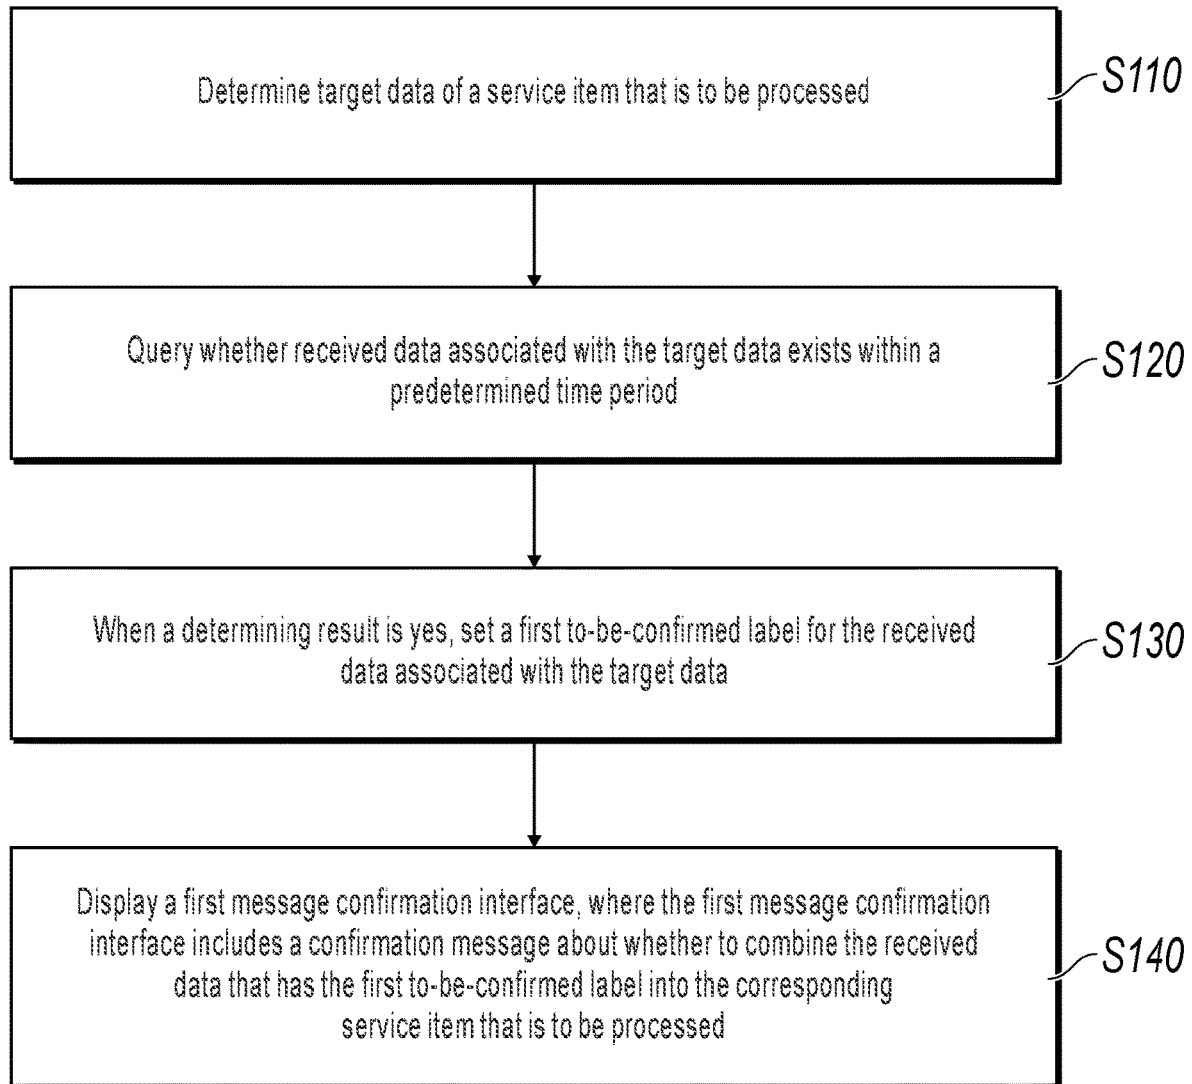 Determine target data of a service item that is to be processed
S110
Query whether received data associated with the target data exists within a
predetermined time period
S120
When a determining result is yes, set a first to-be-confirmed label for the received
data associated with the target data
S130
Display a first message confirmation interface, where the first message confirmation
interface includes a confirmation message about whether to combine the received
data that has the first to-be-confirmed label into the corresponding
service item that is to be processed
S140